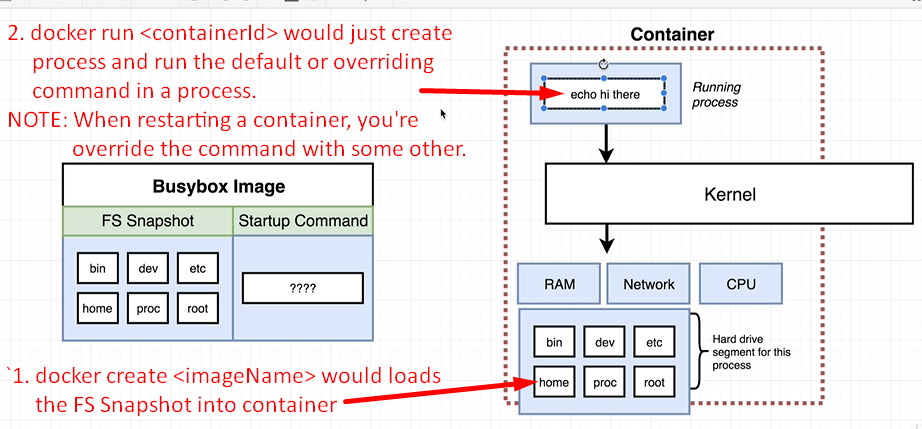 2. docker run <containerId> would just create
process and run the default or overriding
command in a process.
NOTE: When restarting a container, you're
override the command with some other.
Busybox Image
FS Snapshot
Startup Command
bin
dev
etc
home
proc
root
????
`1. docker create <imageName> would loads
the FS Snapshot into container
Container
echo hi there
Running
process
Kernel
RAM
Network
CPU
bin
dev
etc
home
proc
root
Hard drive
segment for this
process